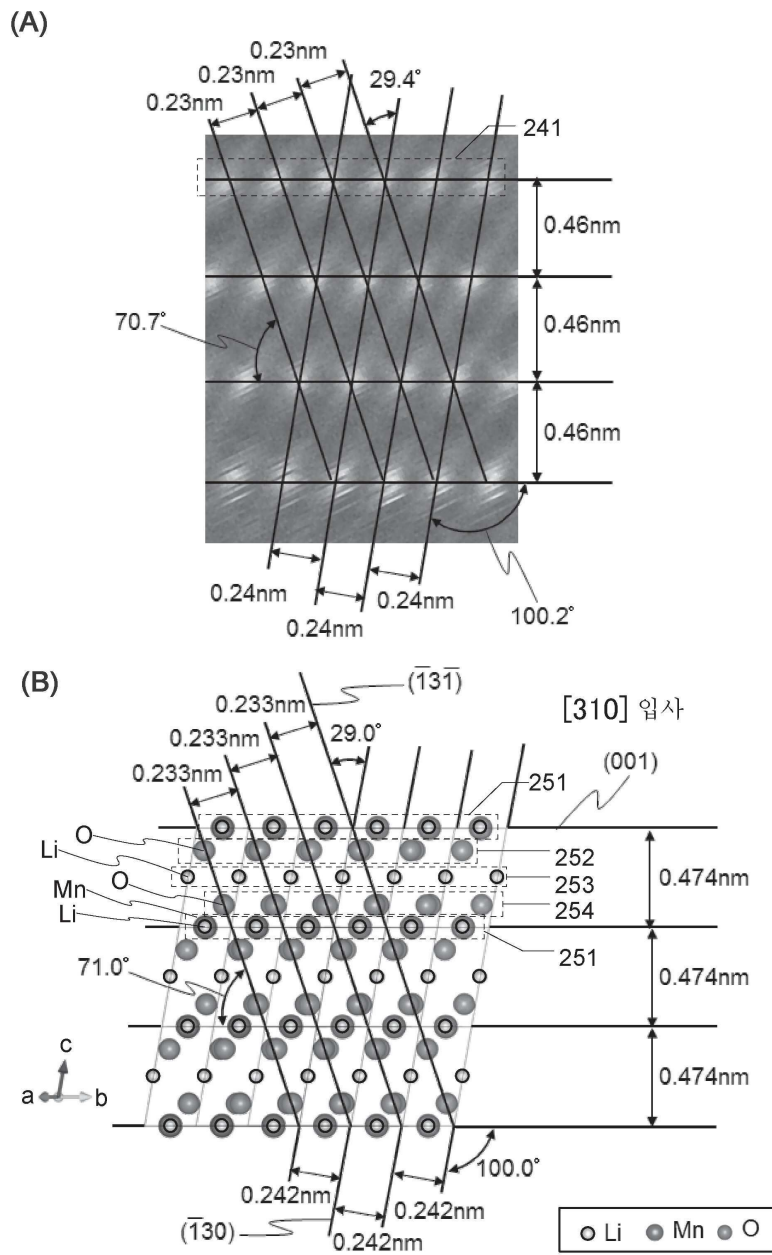 (A)
0.23nm
0.23nm
0.23nm
29.4°
241
0.46nm
0.46nm
70.7°
0.46nm
0.24nm
0.24nm
0.24nm
100.2°
(B)
(1̅31̅)
0.233nm
[310] 입사
0.233nm
29.0°
0.233nm
(001)
251
O
Li
252
0.474nm
253
Mn
O
254
Li
251
71.0°
0.474nm
c
a
b
0.474nm
100.0°
0.242nm
0.242nm
(1̅30)
0.242nm
Li Mn O